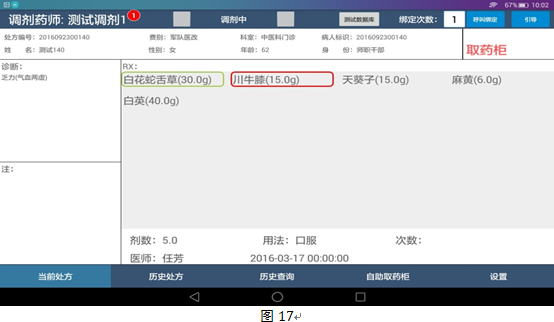 67% 10:02
调剂药师: 测试调剂1 1 调剂中 测试数据库 绑定次数: 1 呼叫绑定 引导
处方编号: 2016092300140 费别: 军队医改 科室: 中医科门诊 病人标识: 2016092300140
姓 名: 测试140 性别: 女 年龄: 62 身 份: 师职干部
取药柜
诊断:
乏力(气血两虚)
注:
RX:
白花蛇舌草(30.0g) 川牛膝(15.0g) 天葵子(15.0g) 麻黄(6.0g)
白英(40.0g)
剂数: 5.0 用法: 口服 次数:
医师: 任芳 2016-03-17 00:00:00
当前处方 历史处方 历史查询 自助取药柜 设置
图 17